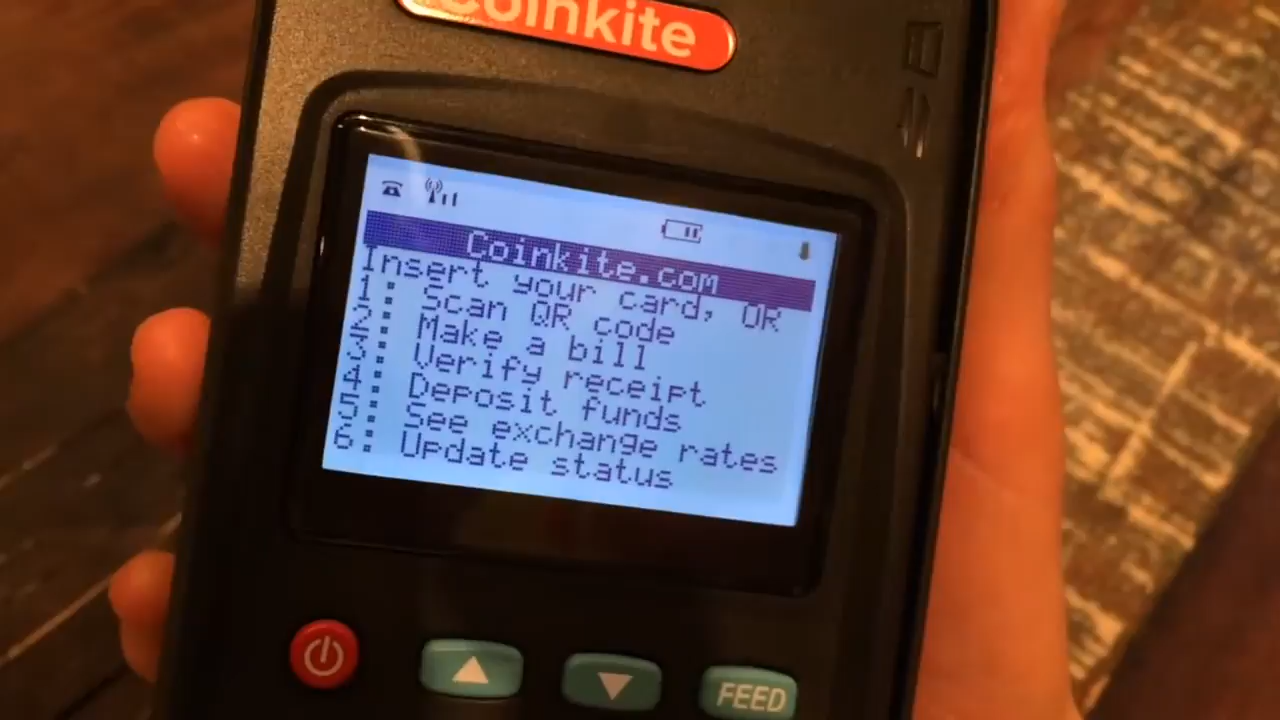 Coinkite
Coinkite.com
Insert your card, OR
1: Scan QR code
2: Make a bill
3: Verify receipt
4: Deposit funds
5: See exchange rates
6: Update status
FEED